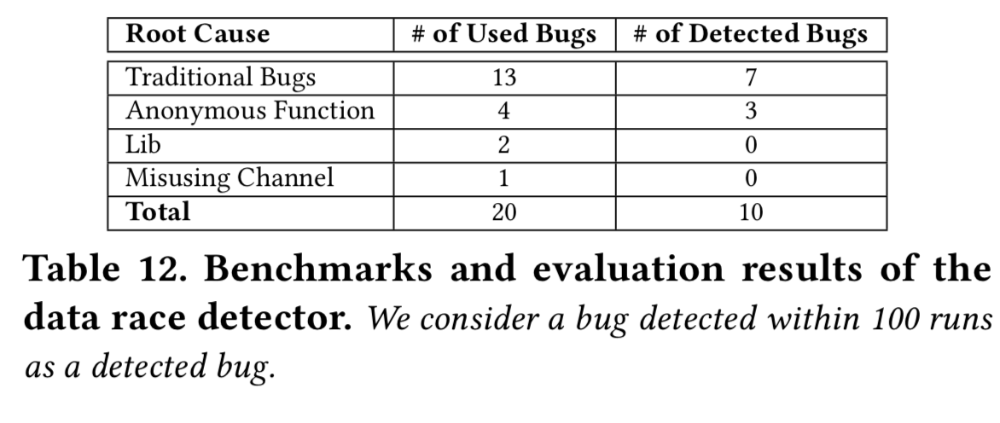 Root Cause # of Used Bugs # of Detected Bugs
Traditional Bugs 13 7
Anonymous Function 4 3
Lib 2 0
Misusing Channel 1 0
Total 20 10
Table 12. Benchmarks and evaluation results of the
data race detector. We consider a bug detected within 100 runs
as a detected bug.